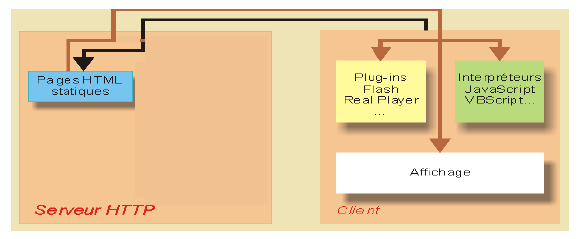 Pages HTML
statiques
Serveur HTTP
Plug-ins
Flash
Real Player
...
Interpréteurs
JavaScript
VBScript...
Affichage
Client